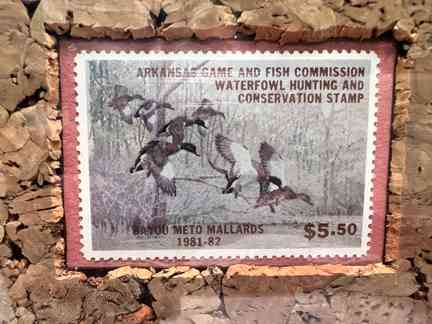 ARKANSAS GAME AND FISH COMMISSION
WATERFOWL HUNTING AND
CONSERVATION STAMP
BAYOU METO MALLARDS
1981-82
$5.50